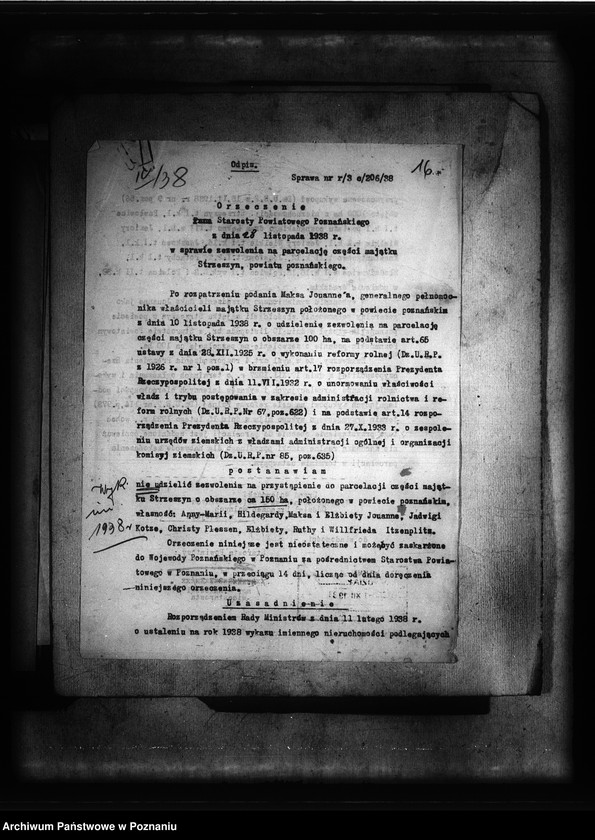 IV/38
Odpis.
16.
Sprawa nr r/3 c/206/38
Orzeczenie
Pana Starosty Powiatowego Poznańskiego
z dnia 28 listopada 1938 r.
w sprawie zezwolenia na parcelację części majątku
Strzeszyn, powiatu poznańskiego.
Po rozpatrzeniu podania Maksa Jouanne'a, generalnego pełnomoc-
nika właścicieli majątku Strzeszyn położonego w powiecie poznańskim
z dnia 10 listopada 1938 r. o udzielenie zezwolenia na parcelację
części majątku Strzeszyn o obszarze 100 ha, na podstawie art.65
ustawy z dnia 28.XII.1925 r. o wykonaniu reformy rolnej (Dz.U.R.P.
z 1926 r. nr 1 poz.1) w brzmieniu art.17 rozporządzenia Prezydenta
Rzeczypospolitej z dnia 11.VII.1932 r. o unormowaniu właściwości
władz i trybu postępowania w zakresie administracji rolnictwa i re-
form rolnych (Dz.U.R.P.Nr 67,poz.622) i na podstawie art.14 rozpo-
rządzenia Prezydenta Rzeczypospolitej z dnia 27.X.1933 r. o zespole-
niu urzędów ziemskich z władzami administracji ogólnej i organizacji
komisyj ziemskich (Dz.U.R.P.nr 85, poz.635)
postanawiam
nie udzielić zezwolenia na przystąpienie do parcelacji części mająt-
ku Strzeszyn o obszarze ca 150 ha, położonego w powiecie poznańskim,
własność: Anny-Marii, Hildegardy,Maksa i Elżbiety Jouanne, Jadwigi
Kotze, Christy Plessen, Elżbiety, Ruthy i Willfrieda Itzenplitz.
1938 r
Orzeczenie niniejsze jest nieostateczne i możebyć zaskarżone
do Wojewody Poznańskiego w Poznaniu za pośrednictwem Starostwa Powia-
towego w Poznaniu, w przeciągu 14 dni, licząc od dnia doręczenia
niniejszego orzeczenia.
Uzasadnienie
Rozporządzeniem Rady Ministrów z dnia 11 lutego 1938 r.
o ustaleniu na rok 1938 wykazu imiennego nieruchomości podlegających
Archiwum Państwowe w Poznaniu